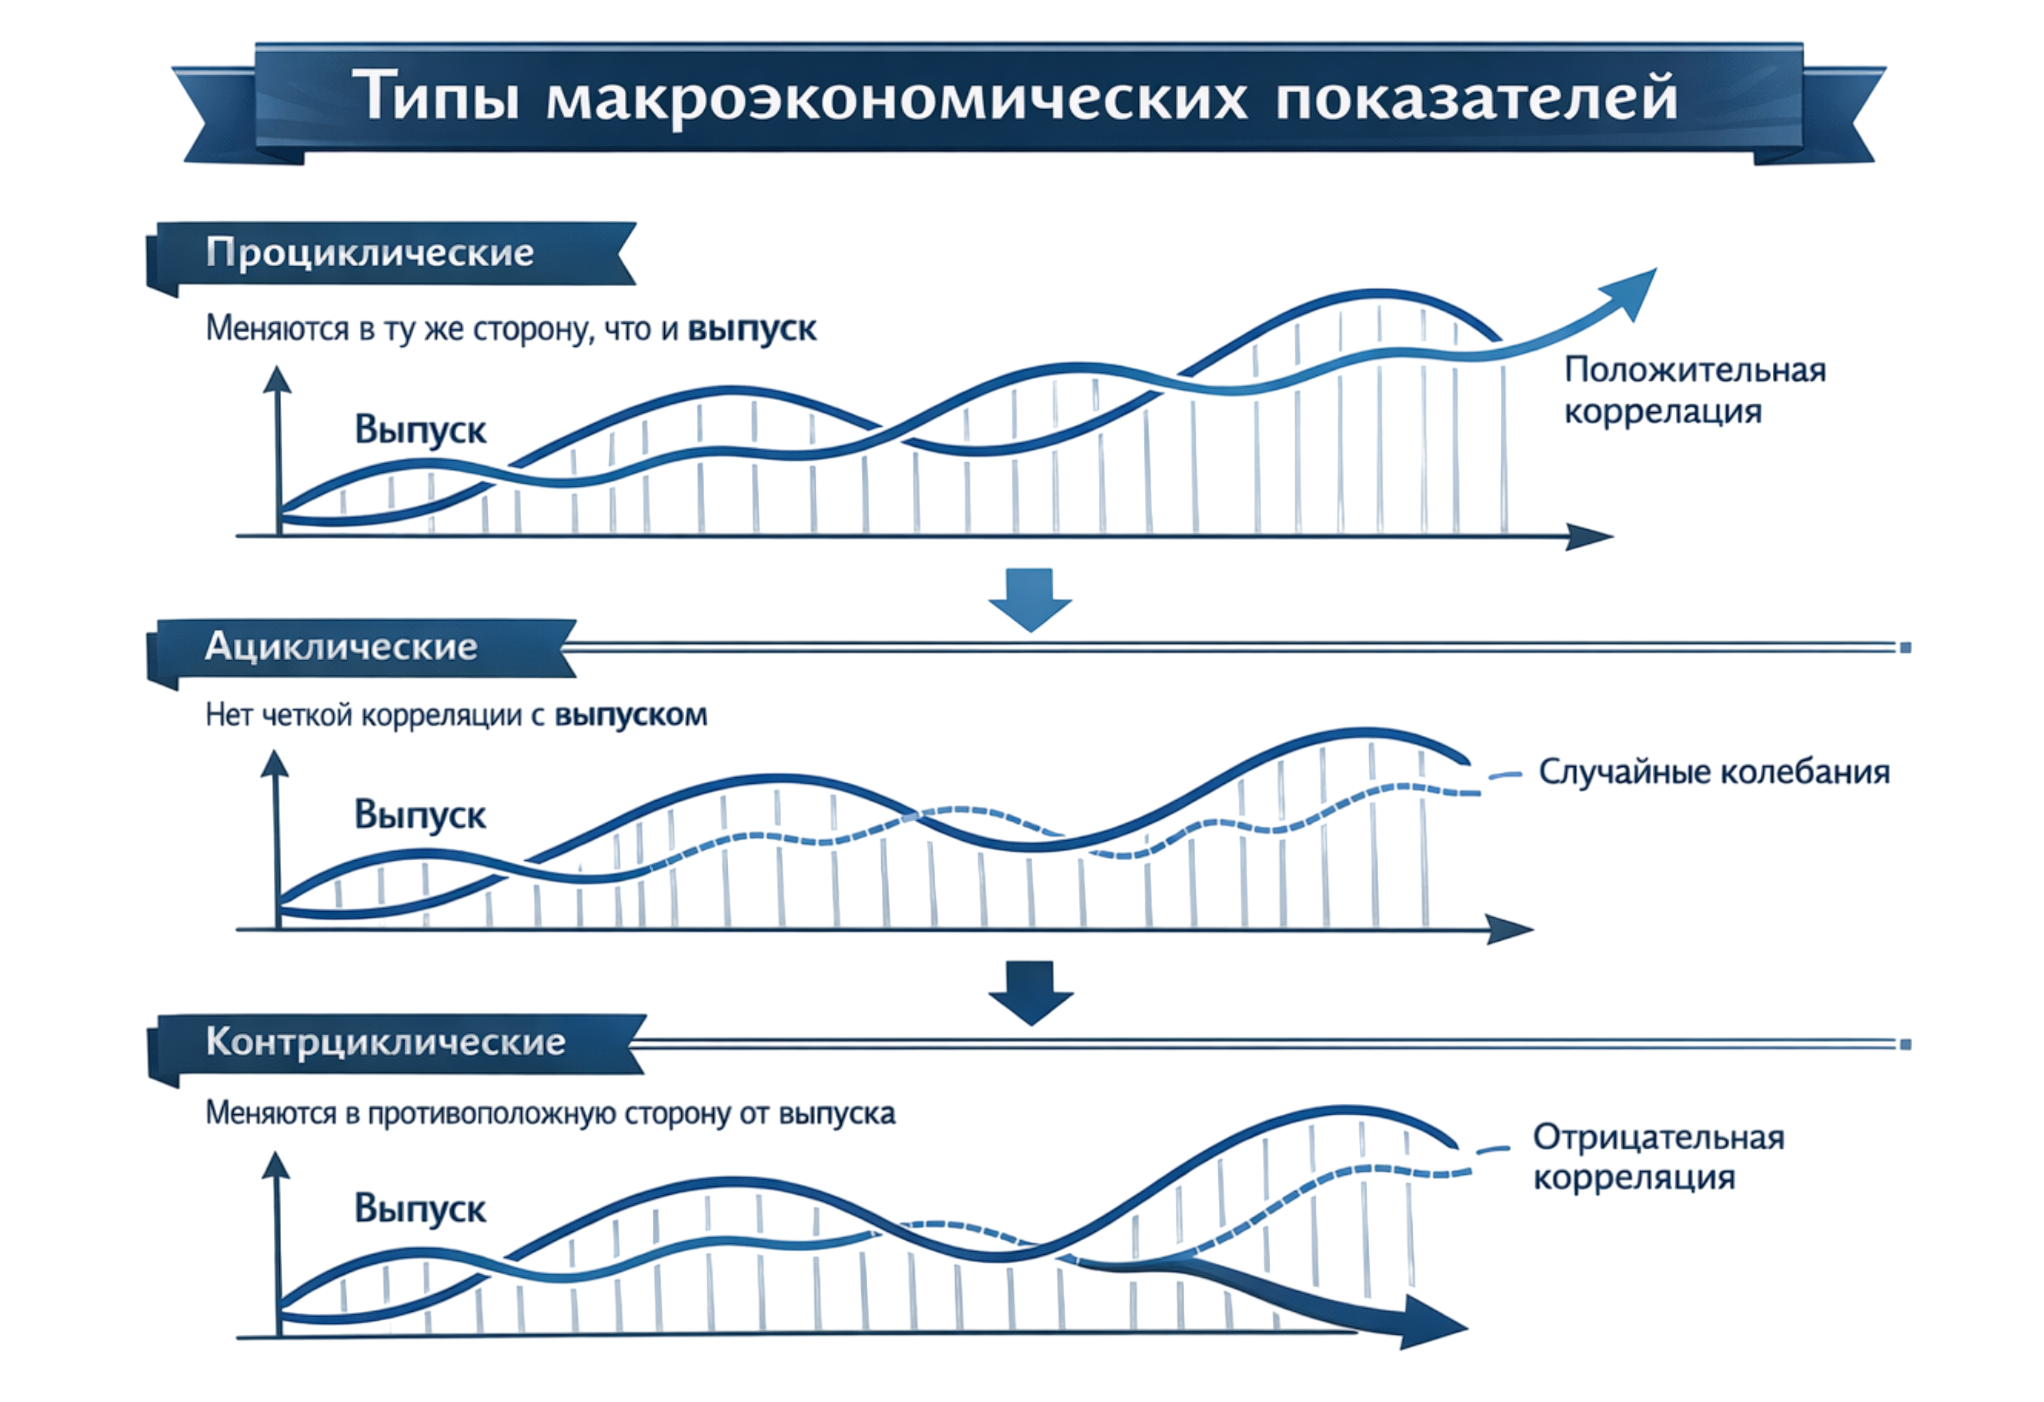 Типы макроэкономических показателей
Проциклические
Меняются в ту же сторону, что и выпуск
Выпуск
Положительная
коррелация
Ациклические
Нет четкой корреляции с выпуском
Выпуск
Случайные колебания
Контрциклические
Меняются в противоположную сторону от выпуска
Выпуск
Отрицательная
корреляция